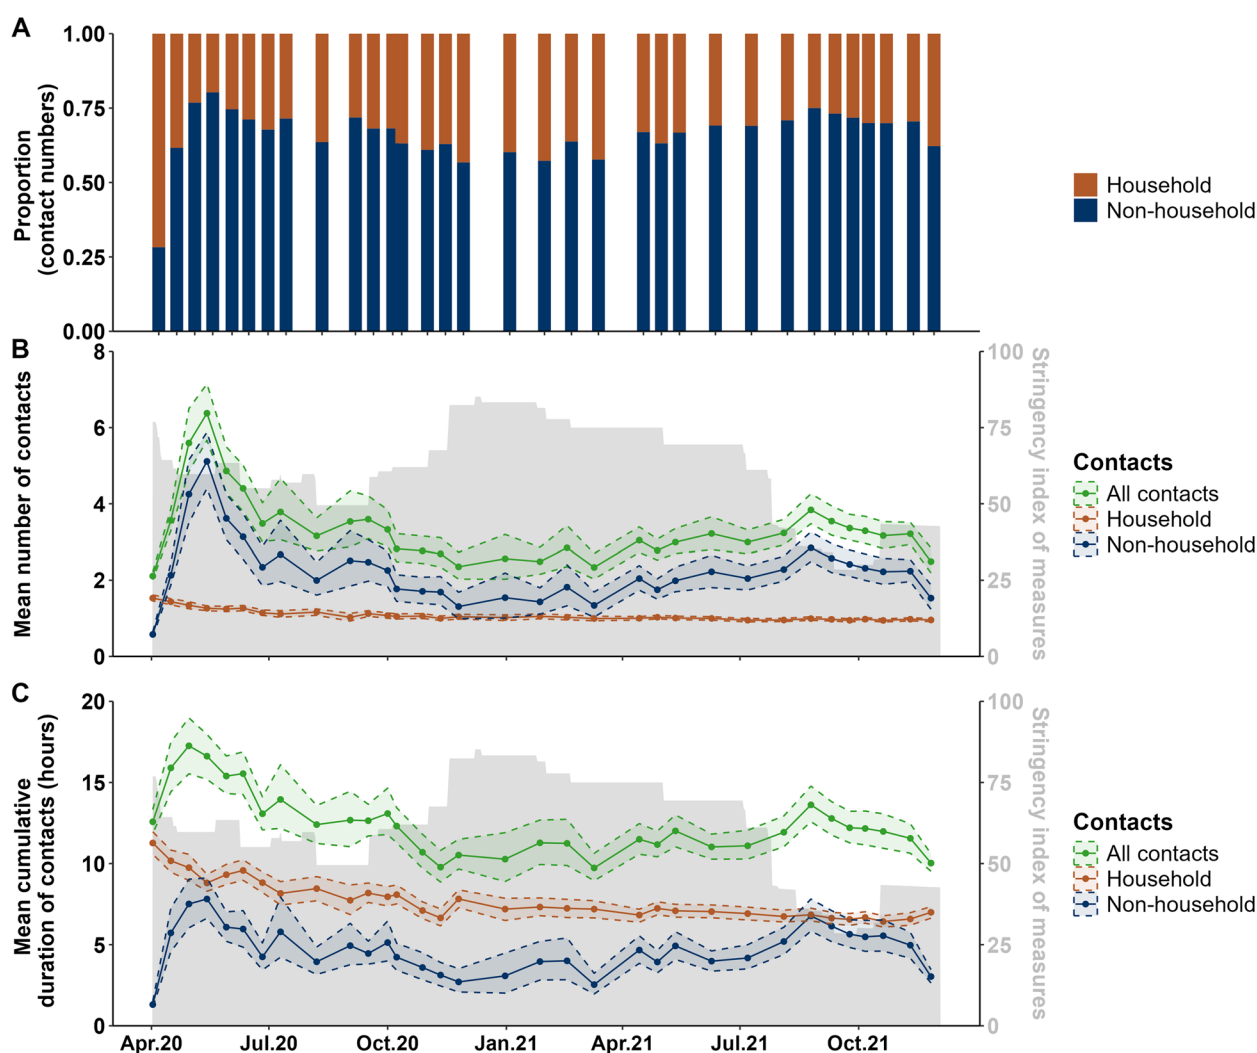 A
Proportion
(contact numbers)
1.00
0.75
0.50
0.25
0.00
Household
Non-household
B
Mean number of contacts
8
6
4
2
0
100
75
50
25
0
Stringency index of measures
Contacts
All contacts
Household
Non-household
C
Mean cumulative
duration of contacts (hours)
20
15
10
5
0
100
75
50
25
0
Stringency index of measures
Contacts
All contacts
Household
Non-household
Apr.20 Jul.20 Oct.20 Jan.21 Apr.21 Jul.21 Oct.21